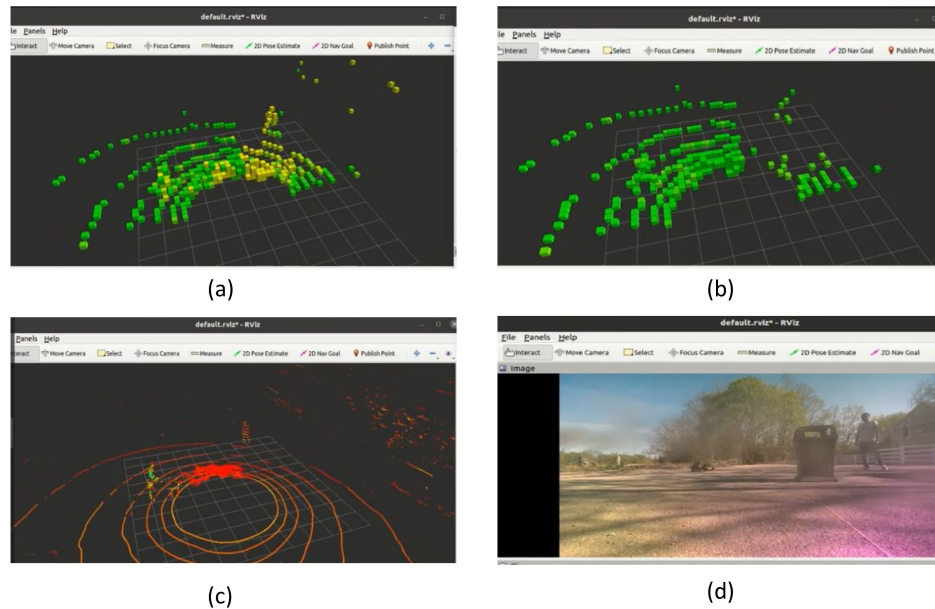 default.rviz* - RViz
default.rviz* - RViz
le Panels Help
le Panels Help
Interact Move Camera Select Focus Camera Measure 2D Pose Estimate 2D Nav Goal Publish Point
Interact Move Camera Select Focus Camera Measure 2D Pose Estimate 2D Nav Goal Publish Point
(a)
(b)
default.rviz* - RViz
default.rviz* - RViz
Panels Help
File Panels Help
nteract Move Camera Select Focus Camera Measure 2D Pose Estimate 2D Nav Goal Publish Point
Interact Move Camera Select Focus Camera Measure 2D Pose Estimate 2D Nav Goal
Image
(c)
(d)